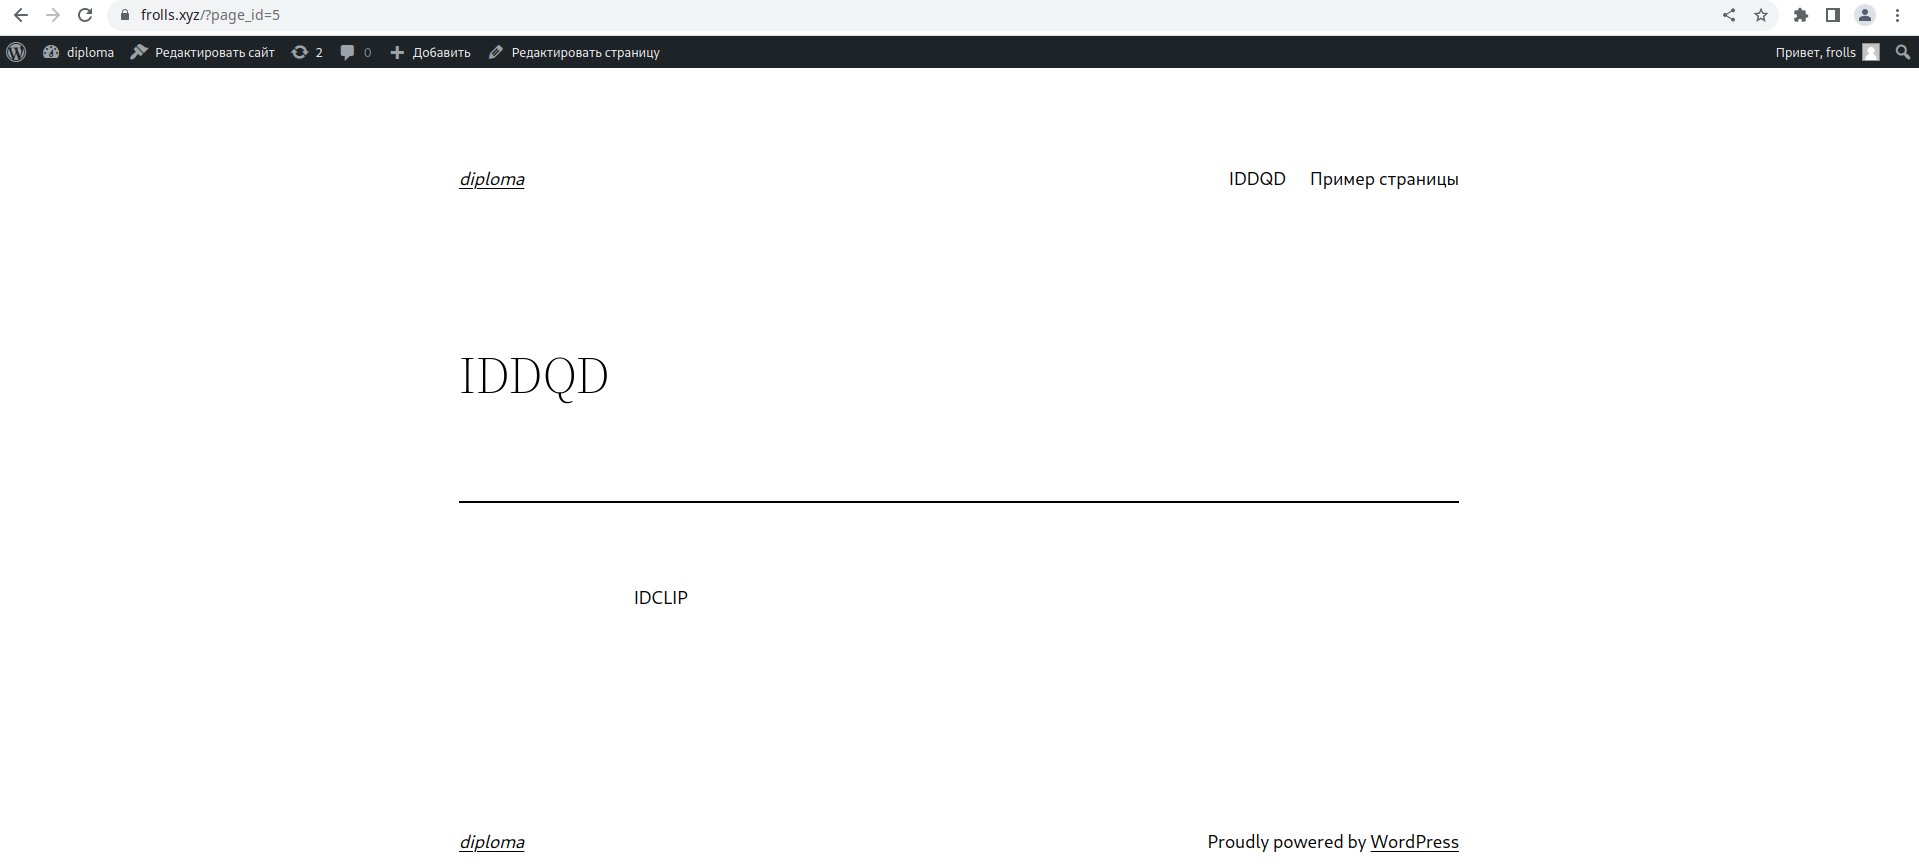 frolls.xyz/?page_id=5
diploma Редактировать сайт 2 0 Добавить Редактировать страницу Привет, frolls
diploma IDDQD Пример страницы
IDDQD
IDCLIP
diploma Proudly powered by WordPress